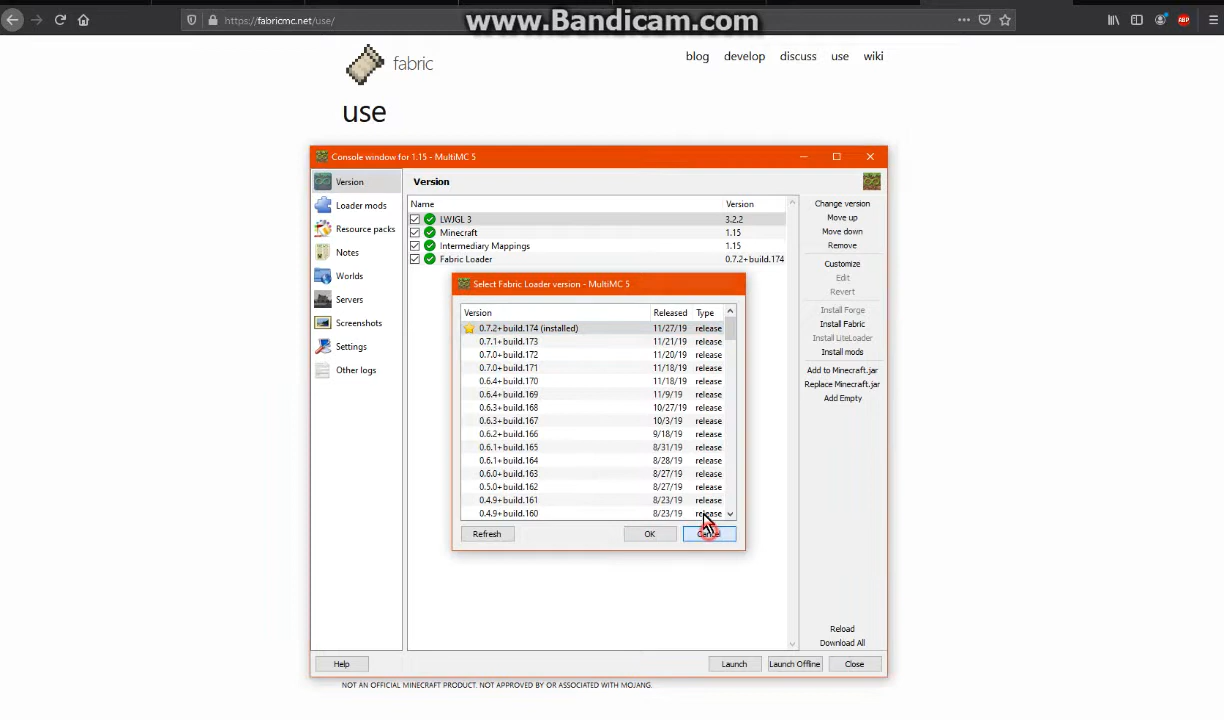 https://fabricmc.net/use/
www.Bandicam.com
ABP
fabric
blog develop discuss use wiki
use
Console window for 1.15 - MultiMC 5
Version
Loader mods
Resource packs
Notes
Worlds
Servers
Screenshots
Settings
Other logs
Version
Name Version
LWJGL 3 3.2.2
Minecraft 1.15
Intermediary Mappings 1.15
Fabric Loader 0.7.2+build.174
Select Fabric Loader version - MultiMC 5
Version Released Type
0.7.2+build.174 (installed) 11/27/19 release
0.7.1+build.173 11/21/19 release
0.7.0+build.172 11/20/19 release
0.7.0+build.171 11/18/19 release
0.6.4+build.170 11/18/19 release
0.6.4+build.169 11/9/19 release
0.6.3+build.168 10/27/19 release
0.6.3+build.167 10/3/19 release
0.6.2+build.166 9/18/19 release
0.6.1+build.165 8/31/19 release
0.6.1+build.164 8/28/19 release
0.6.0+build.163 8/27/19 release
0.5.0+build.162 8/27/19 release
0.4.9+build.161 8/23/19 release
0.4.9+build.160 8/23/19 release
Refresh OK Cancel
Change version
Move up
Move down
Remove
Customize
Edit
Revert
Install Forge
Install Fabric
Install LiteLoader
Install mods
Add to Minecraft.jar
Replace Minecraft.jar
Add Empty
Reload
Download All
Help Launch Launch Offline Close
NOT AN OFFICIAL MINECRAFT PRODUCT. NOT APPROVED BY OR ASSOCIATED WITH MOJANG.